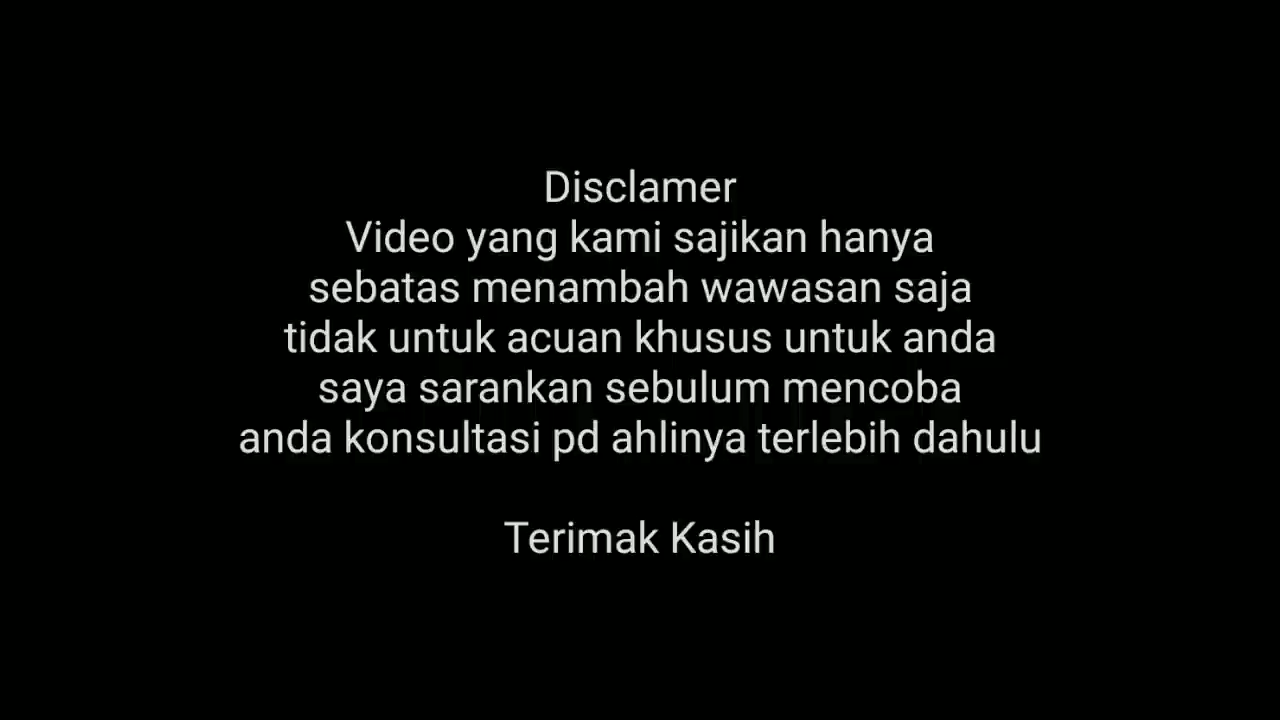 Disclamer
Video yang kami sajikan hanya
sebatas menambah wawasan saja
tidak untuk acuan khusus untuk anda
saya sarankan sebulum mencoba
anda konsultasi pd ahlinya terlebih dahulu
Terimak Kasih